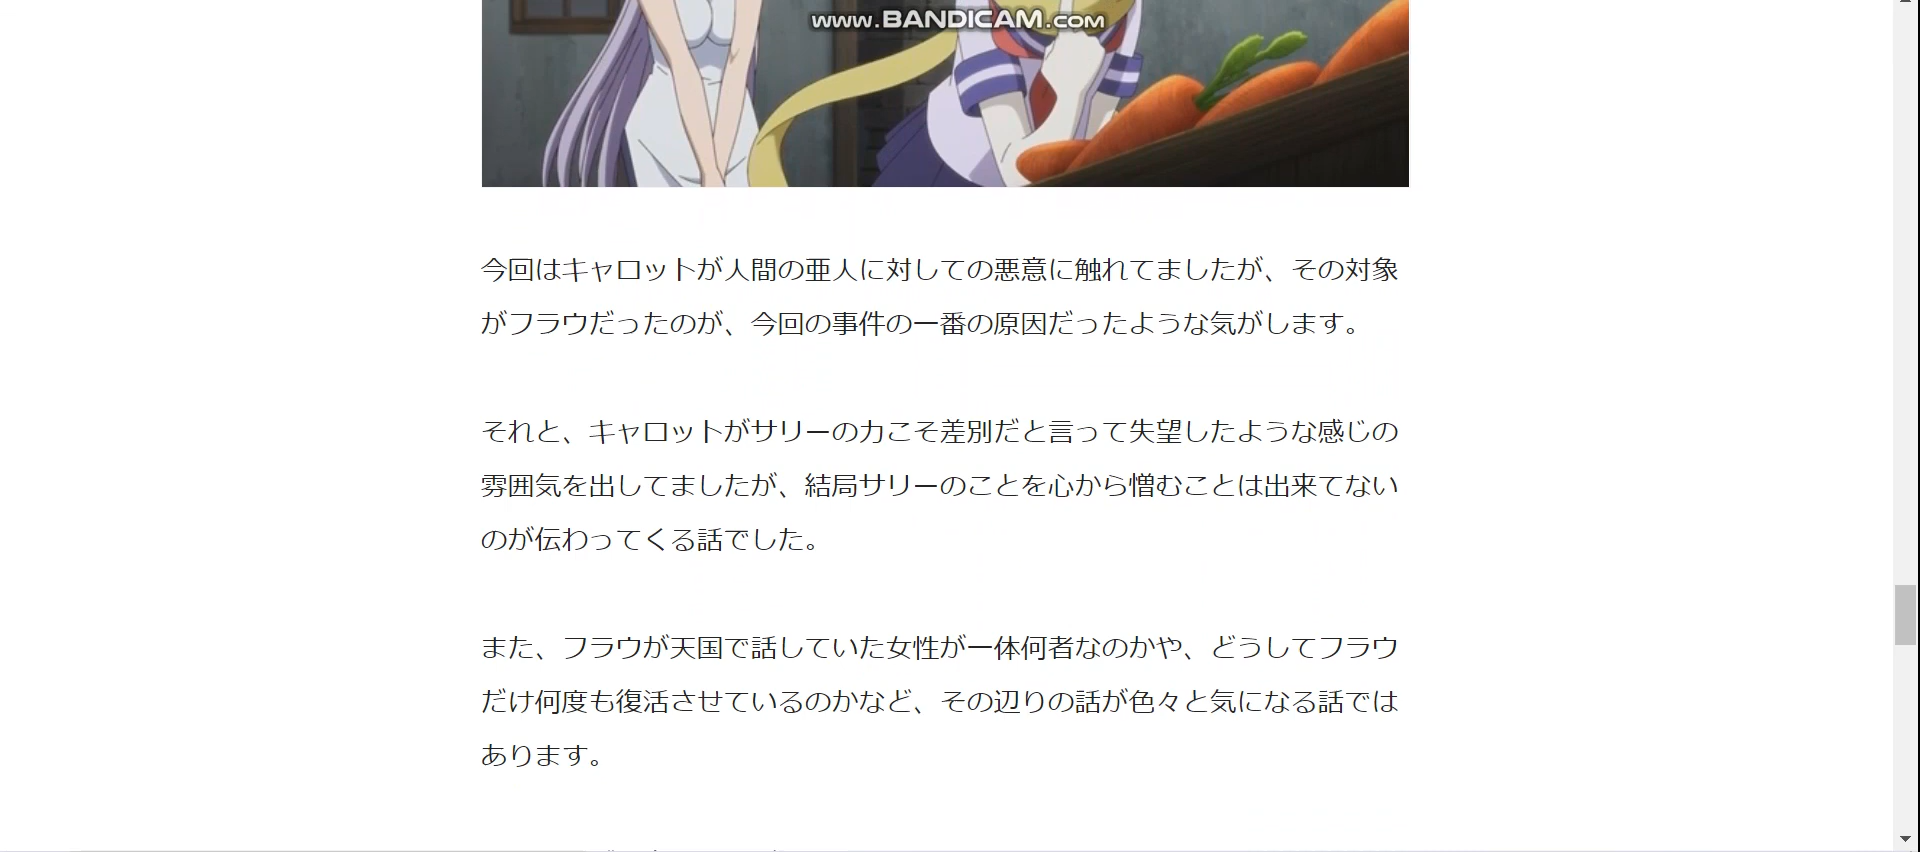 www.BANDICAM.com
今回はキャロットが人間の亜人に対しての悪意に触れてましたが、その対象
がフラウだったのが、今回の事件の一番の原因だったような気がします。
それと、キャロットがサリーの力こそ差別だと言って失望したような感じの
雰囲気を出してましたが、結局サリーのことを心から憎むことは出来てない
のが伝わってくる話でした。
また、フラウが天国で話していた女性が一体何者なのかや、どうしてフラウ
だけ何度も復活させているのかなど、その辺りの話が色々と気になる話では
あります。